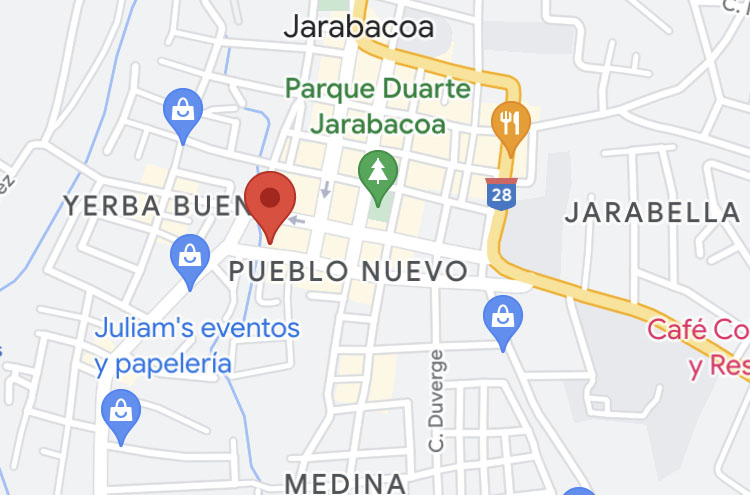 Jarabacoa
Parque Duarte
Jarabacoa
28
YERBA BUEN
JARABELLA
PUEBLO NUEVO
Juliam's eventos
y papelería
Café Co
y Res
C. Duverge
MEDINA